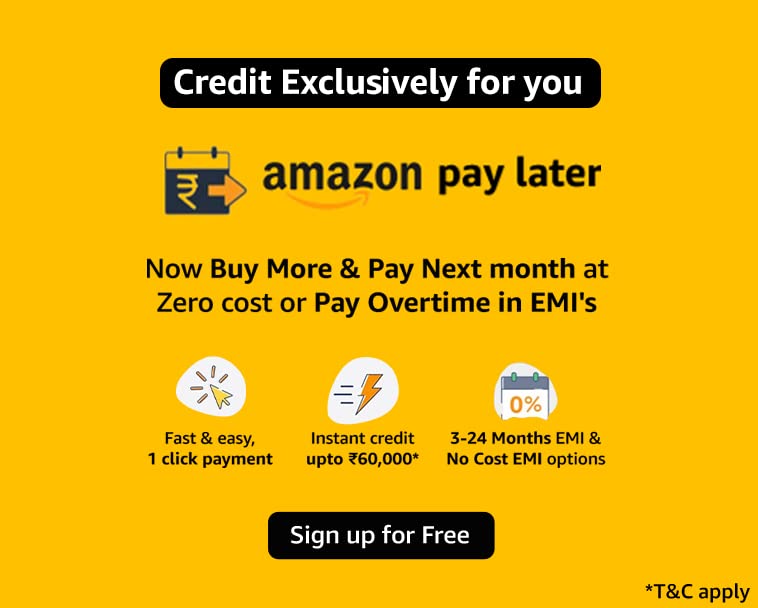 Credit Exclusively for you
₹
amazon pay later
Now Buy More & Pay Next month at
Zero cost or Pay Overtime in EMI's
0%
Fast & easy,
1 click payment
Instant credit
upto ₹60,000*
3-24 Months EMI &
No Cost EMI options
Sign up for Free
*T&C apply